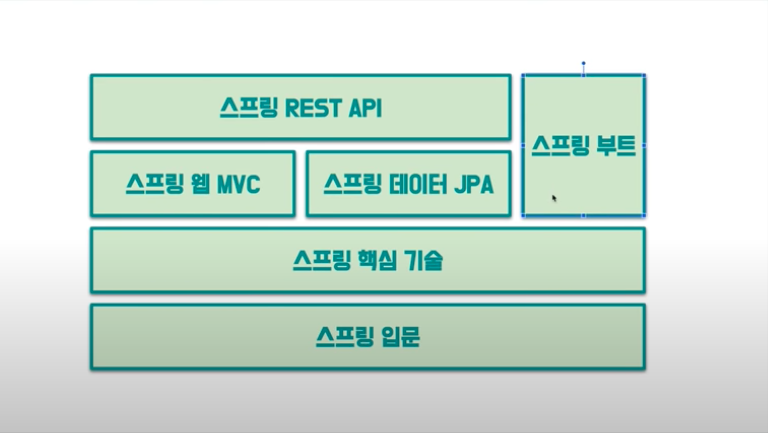 스프링 REST API
스프링 부트
스프링 웹 MVC
스프링 데이터 JPA
스프링 핵심 기술
스프링 입문